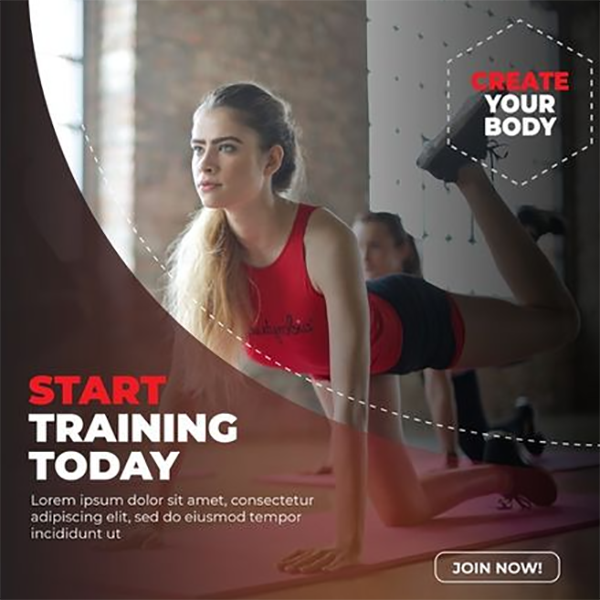 CREATE
YOUR
BODY
START
TRAINING
TODAY
Lorem ipsum dolor sit amet, consectetur
adipiscing elit, sed do eiusmod tempor
incididunt ut
JOIN NOW!